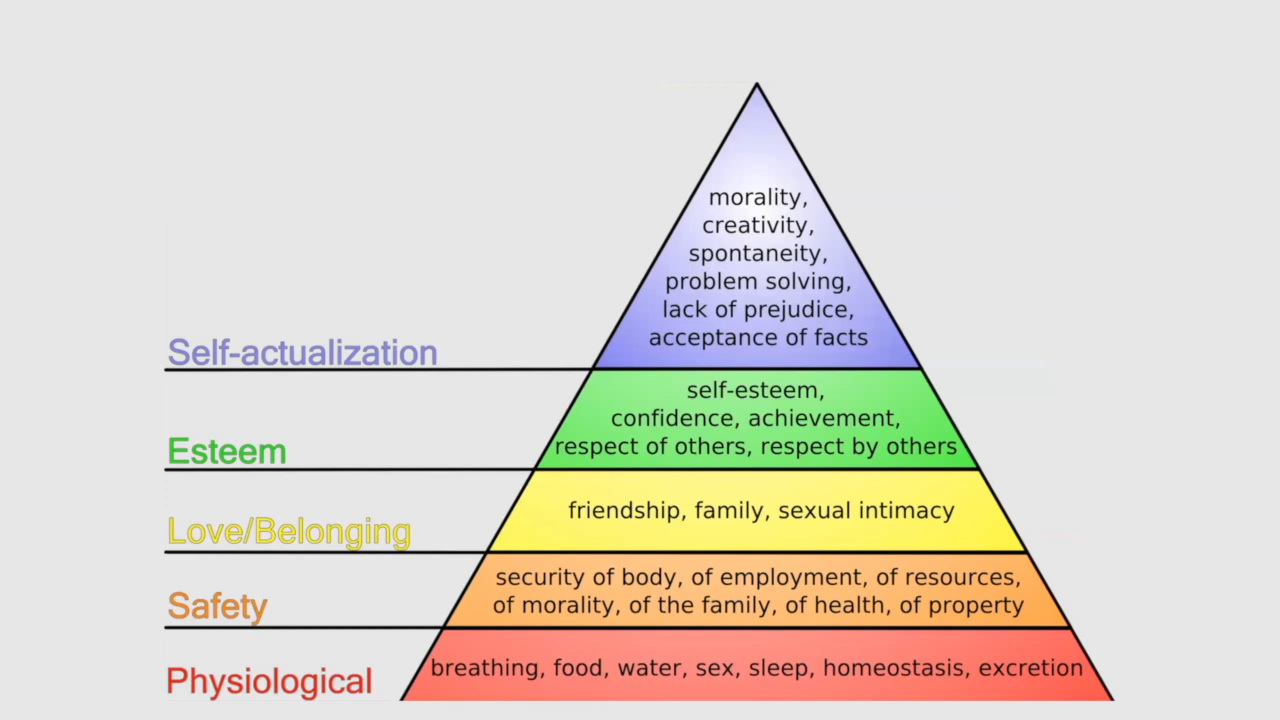 morality,
creativity,
spontaneity,
problem solving,
lack of prejudice,
acceptance of facts
Self-actualization
self-esteem,
confidence, achievement,
respect of others, respect by others
Esteem
friendship, family, sexual intimacy
Love/Belonging
security of body, of employment, of resources,
of morality, of the family, of health, of property
Safety
breathing, food, water, sex, sleep, homeostasis, excretion
Physiological